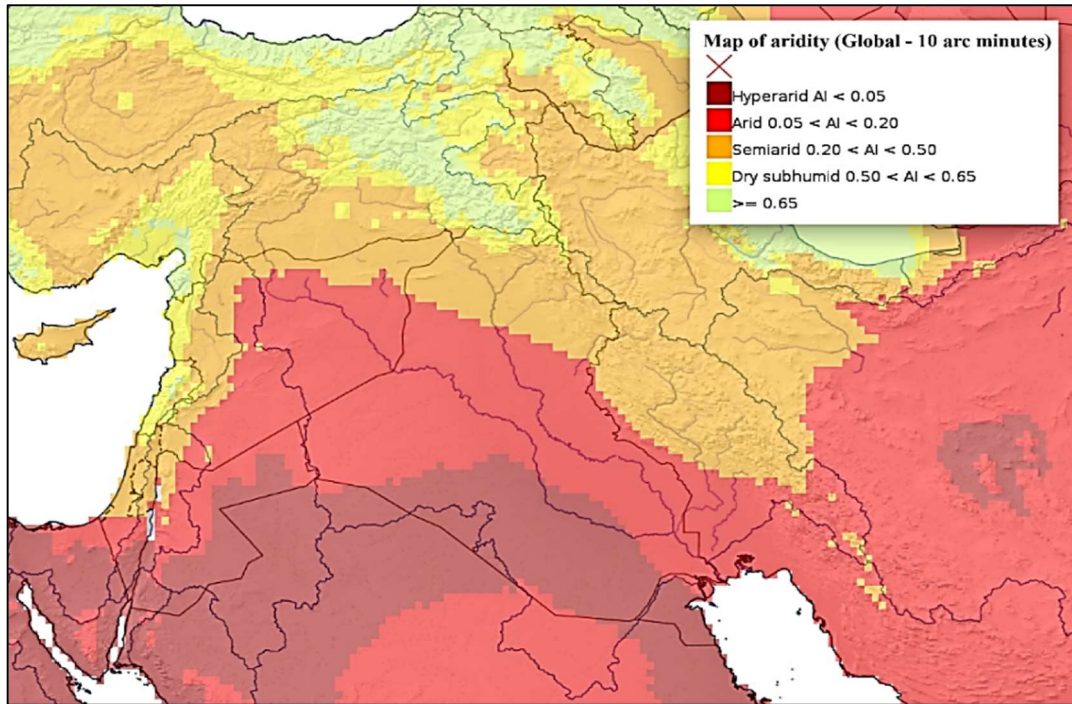 Map of aridity (Global - 10 arc minutes)
Hyperarid AI < 0.05
Arid 0.05 < AI < 0.20
Semiarid 0.20 < AI < 0.50
Dry subhumid 0.50 < AI < 0.65
>= 0.65